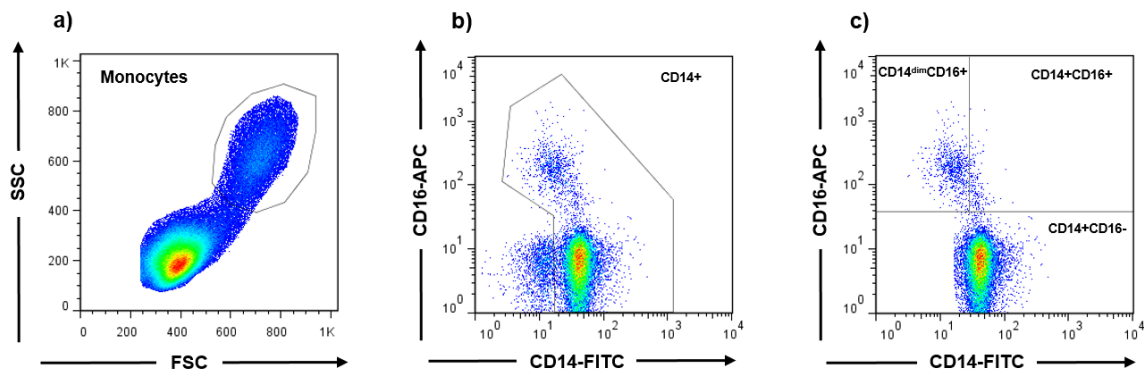 a)
Monocytes
SSC
1K
800
600
400
200
0
0 200 400 600 800 1K
FSC
b)
CD14+
CD16-APC
10⁴
10³
10²
10¹
10⁰
10⁰ 10¹ 10² 10³ 10⁴
CD14-FITC
c)
CD14ᵈⁱᵐCD16+ CD14+CD16+
CD14+CD16-
CD16-APC
10⁴
10³
10²
10¹
10⁰
10⁰ 10¹ 10² 10³ 10⁴
CD14-FITC